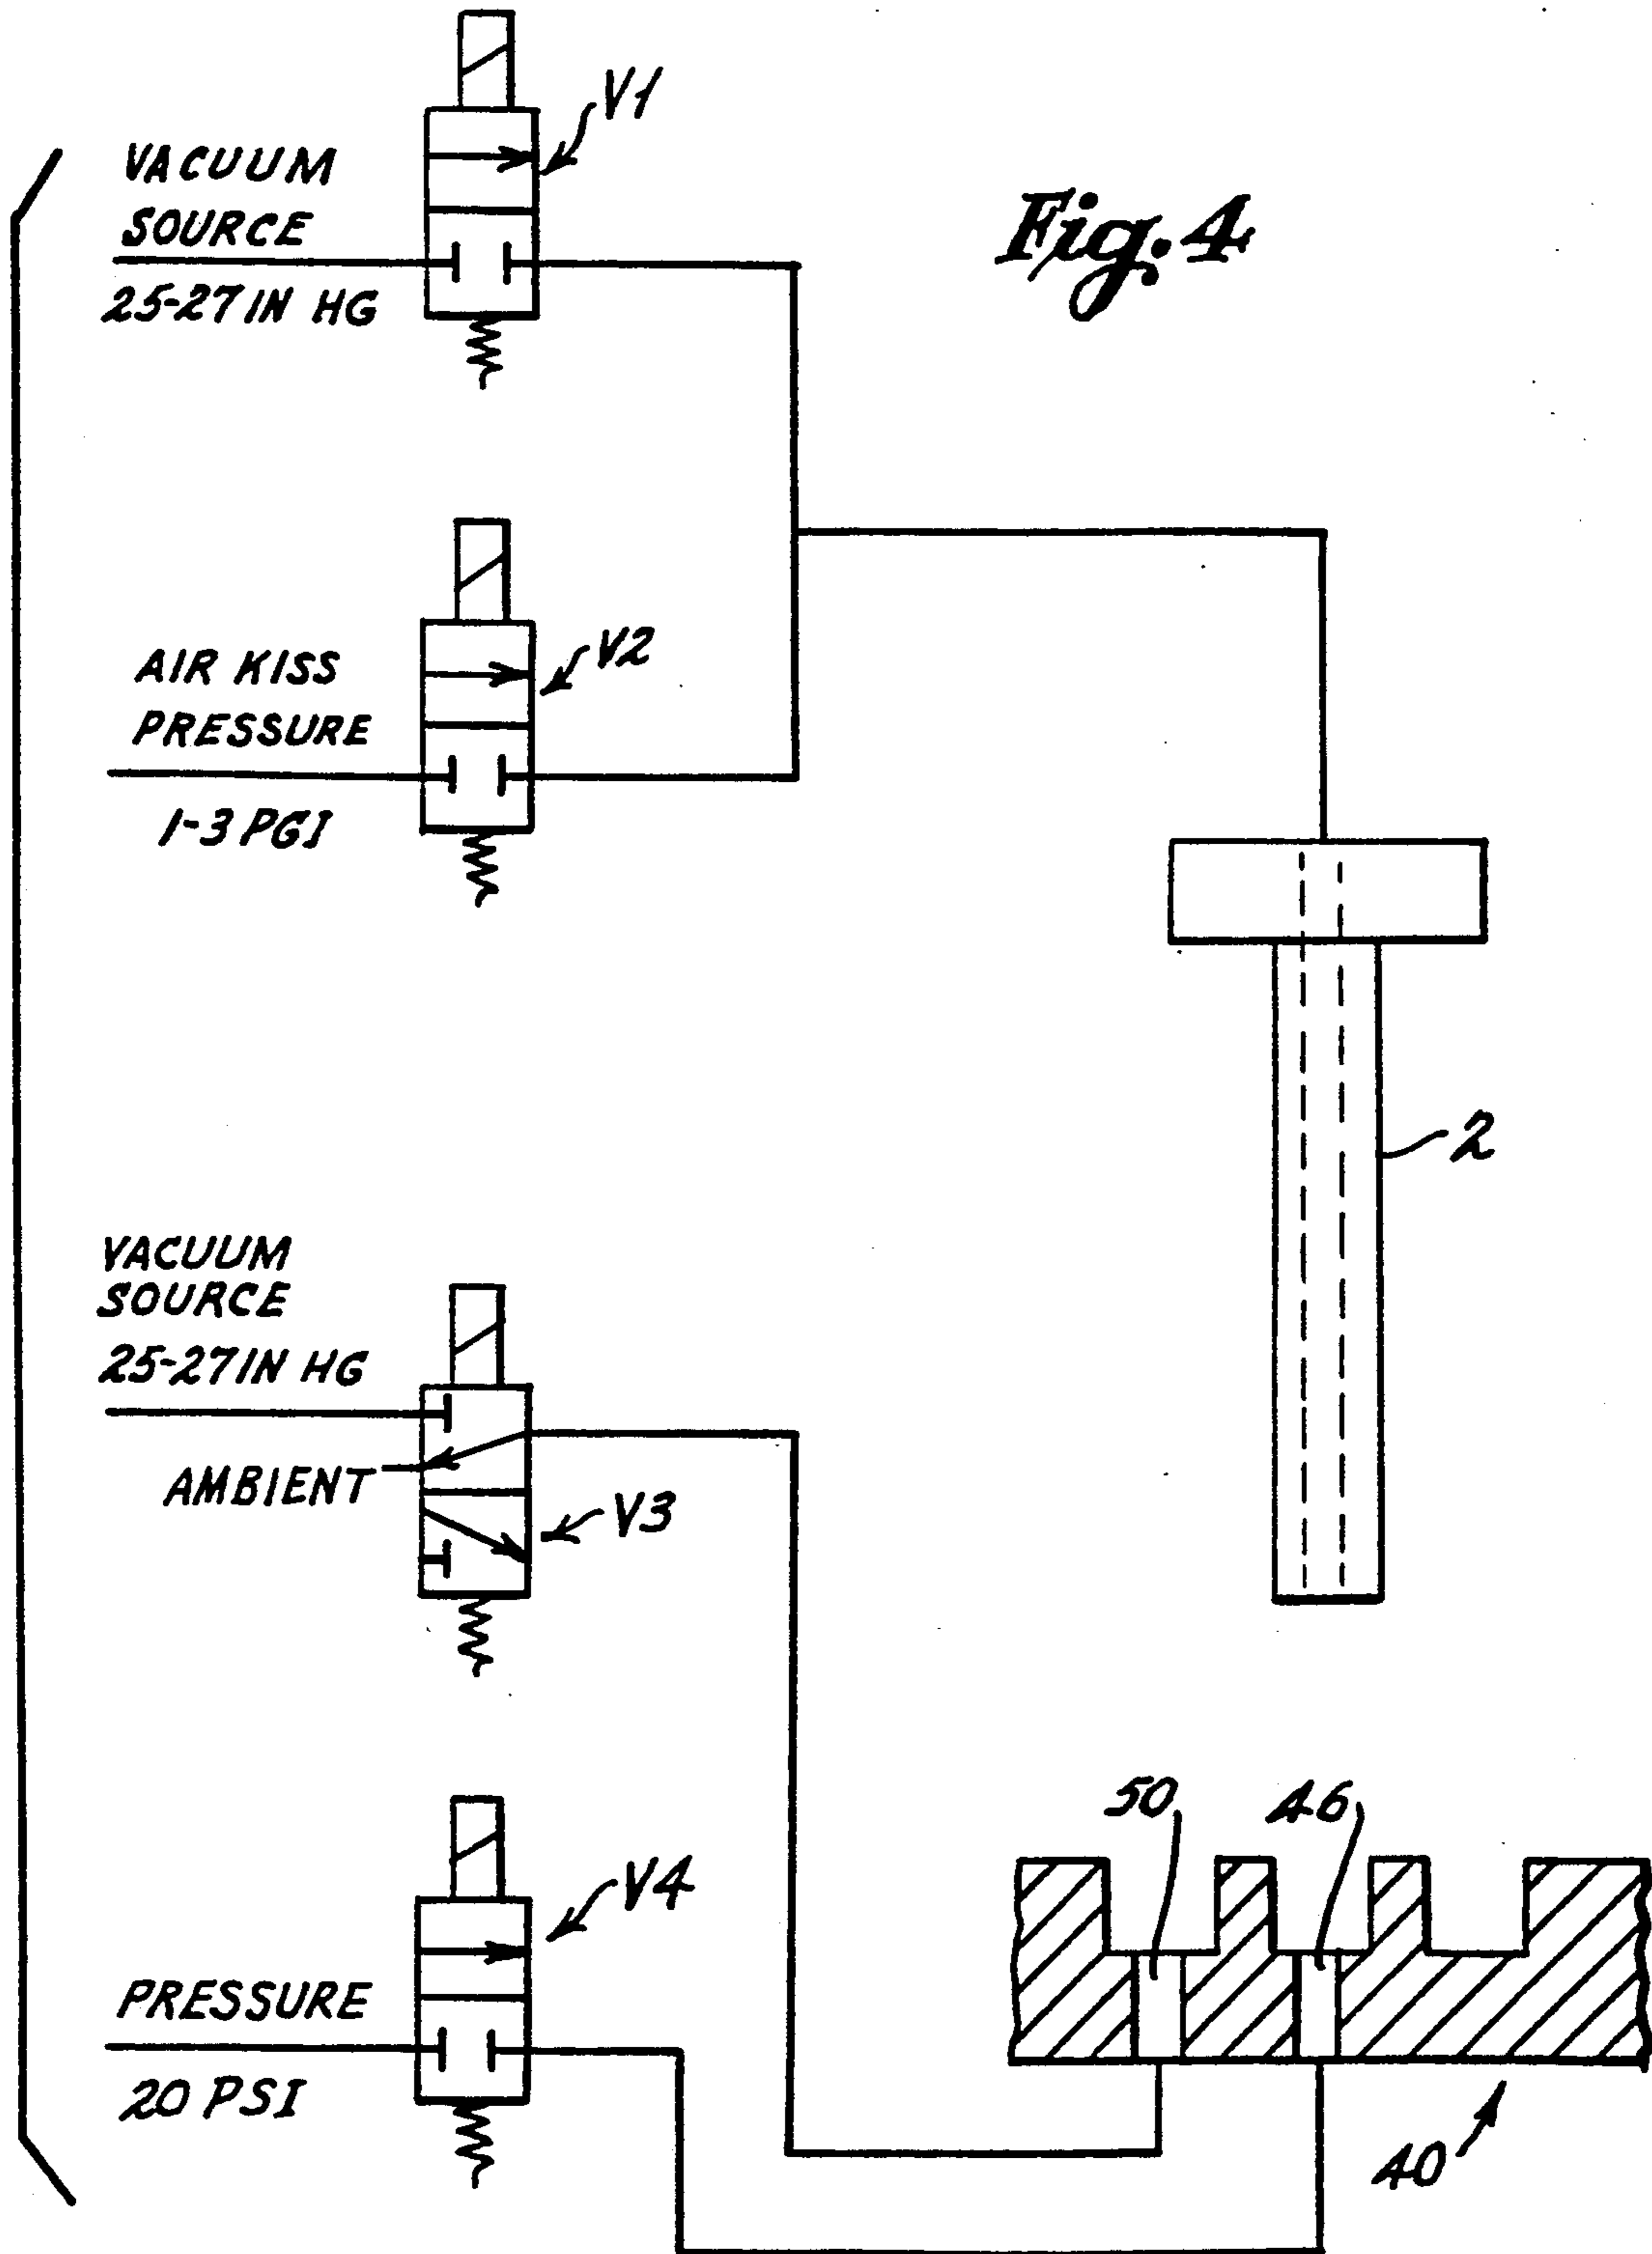 V1
VACUUM
SOURCE
25-27 IN HG
Fig. 4
AIR KISS
PRESSURE
1-3 PGI
V2
2
VACUUM
SOURCE
25-27 IN HG
AMBIENT
V3
50
46
V4
PRESSURE
20 PSI
40